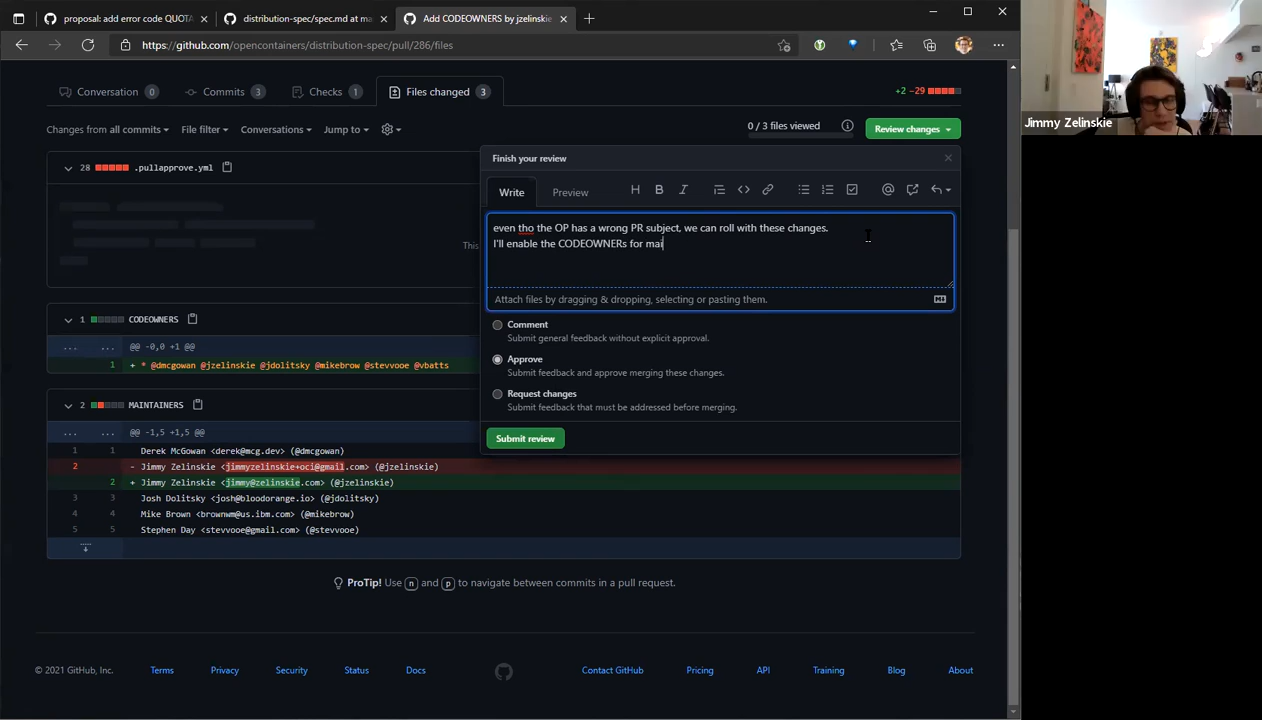 proposal: add error code QUOTA
distribution-spec/spec.md at ma
Add CODEOWNERS by jzelinskie
https://github.com/opencontainers/distribution-spec/pull/286/files
Jimmy Zelinskie
Conversation 0
Commits 3
Checks 1
Files changed 3
+2 −29
Changes from all commits
File filter
Conversations
Jump to
0 / 3 files viewed
Review changes
28 .pullapprove.yml
This
Finish your review
Write
Preview
even tho the OP has a wrong PR subject, we can roll with these changes.
I'll enable the CODEOWNERs for mai
Attach files by dragging & dropping, selecting or pasting them.
Comment
Submit general feedback without explicit approval.
Approve
Submit feedback and approve merging these changes.
Request changes
Submit feedback that must be addressed before merging.
Submit review
1 CODEOWNERS
... ... @@ -0,0 +1 @@
1 + * @dmcgowan @jzelinskie @jdolitsky @mikebrow @stevvooe @vbatts
2 MAINTAINERS
... ... @@ -1,5 +1,5 @@
1 1 Derek McGowan <derek@mcg.dev> (@dmcgowan)
2 - Jimmy Zelinskie <jimmyzelinskie+oci@gmail.com> (@jzelinskie)
2 + Jimmy Zelinskie <jimmy@zelinskie.com> (@jzelinskie)
3 3 Josh Dolitsky <josh@bloodorange.io> (@jdolitsky)
4 4 Mike Brown <brownwm@us.ibm.com> (@mikebrow)
5 5 Stephen Day <stevvooe@gmail.com> (@stevvooe)
ProTip! Use n and p to navigate between commits in a pull request.
© 2021 GitHub, Inc.
Terms
Privacy
Security
Status
Docs
Contact GitHub
Pricing
API
Training
Blog
About